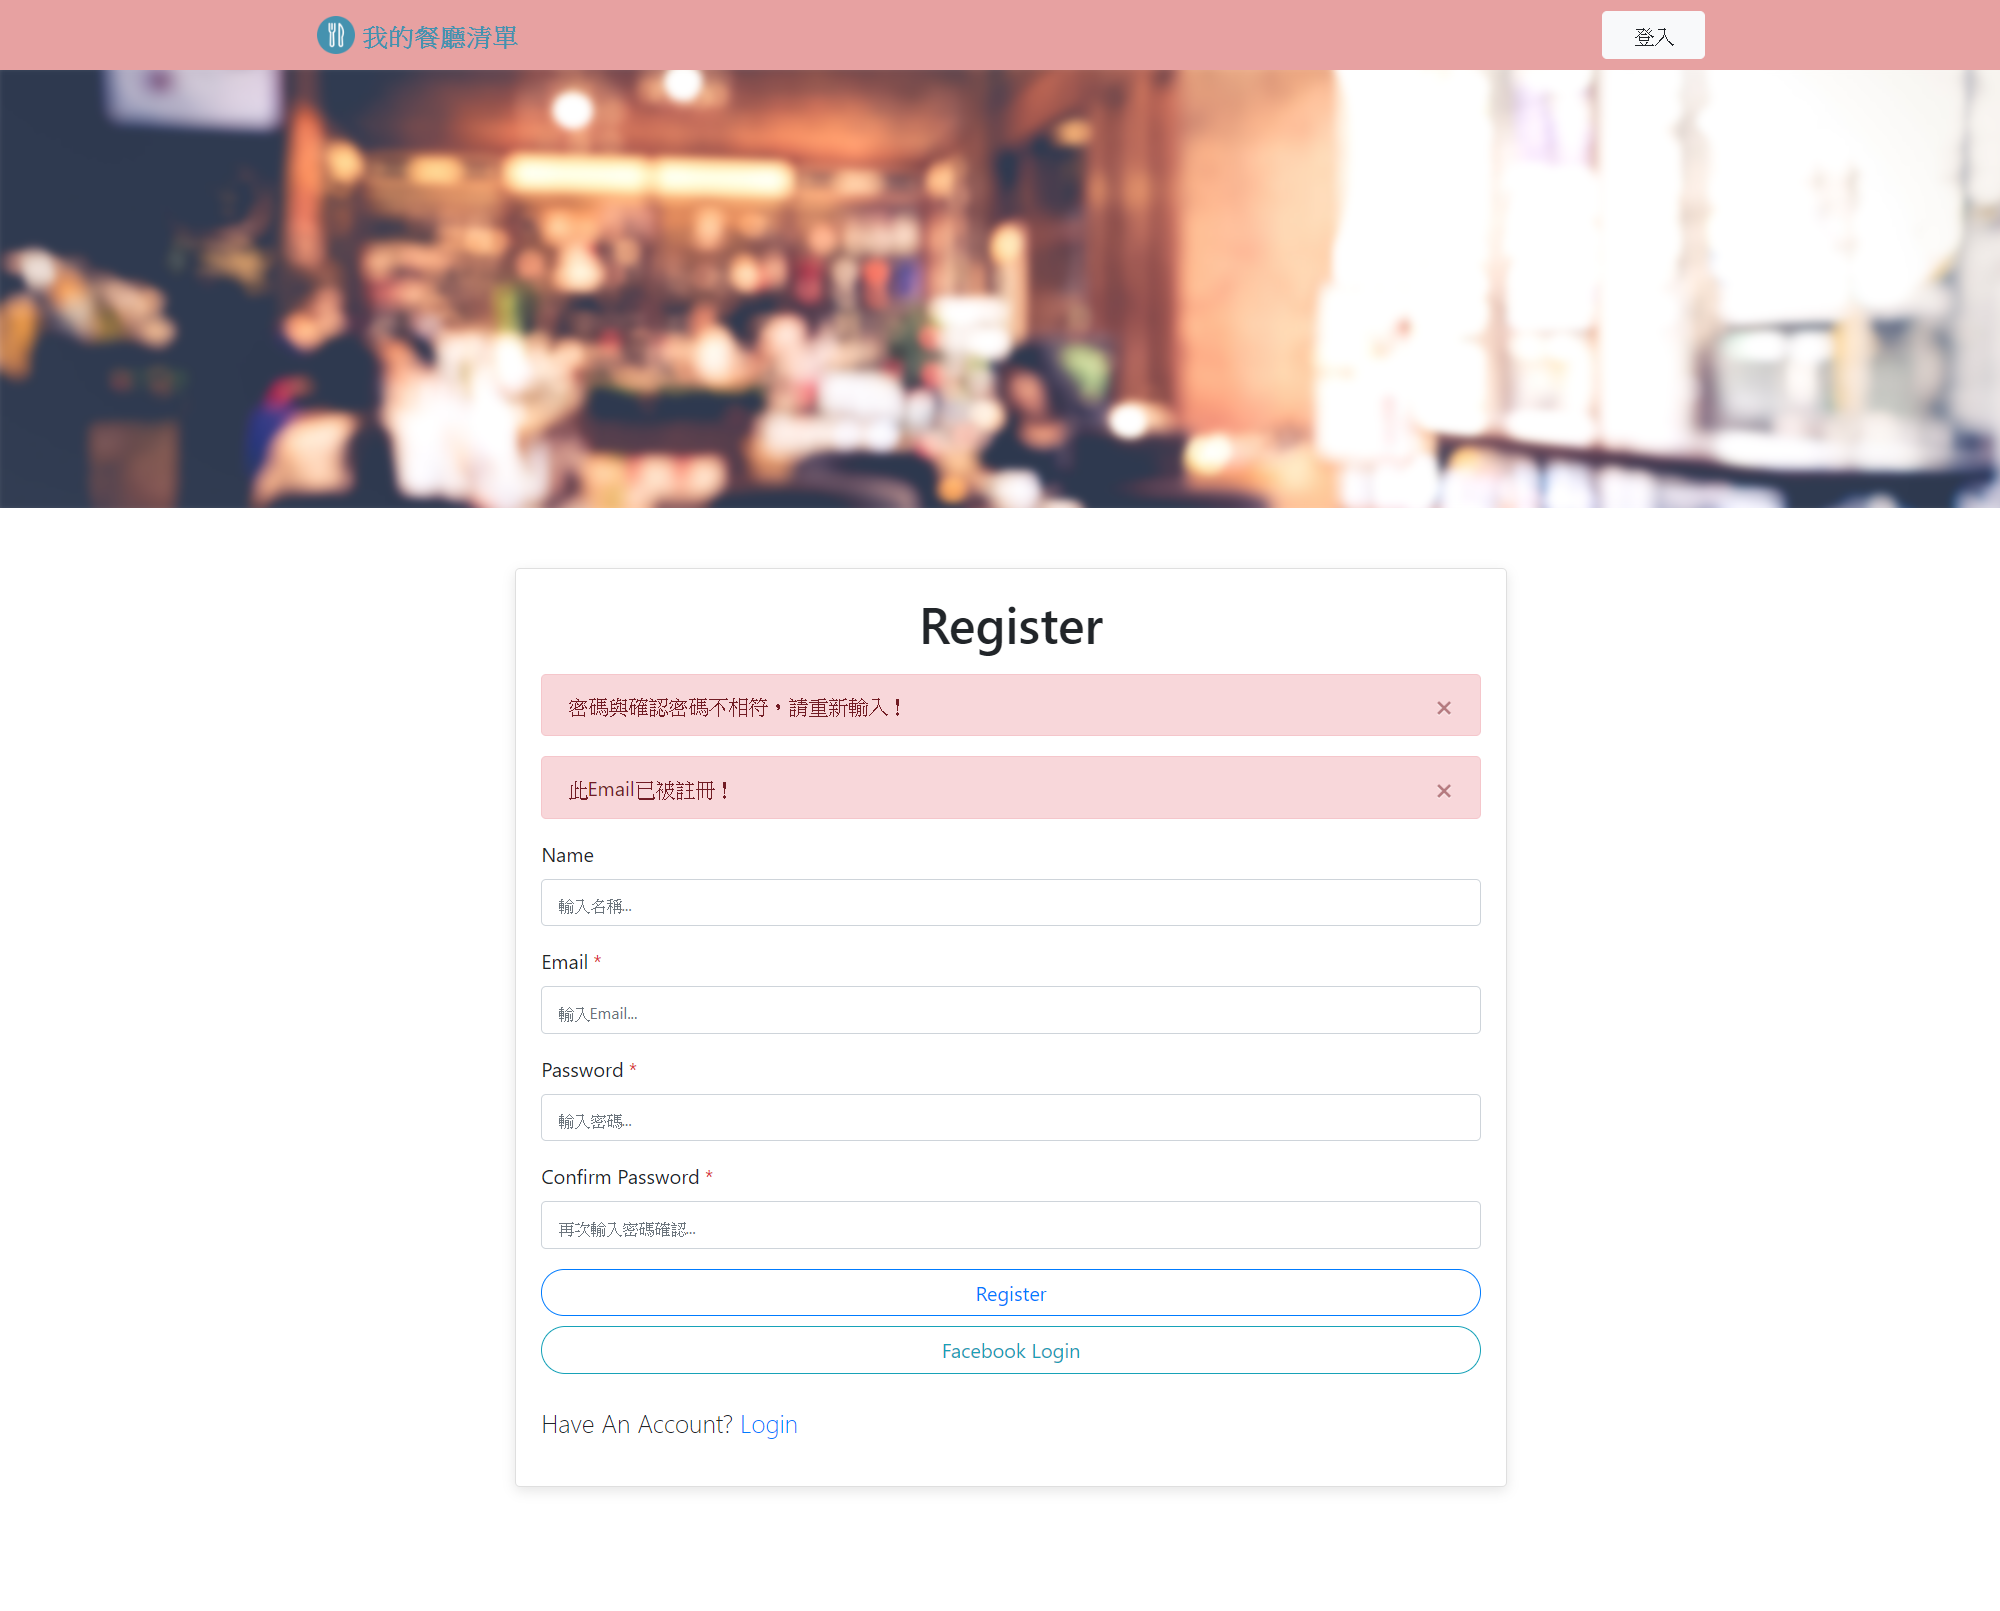 我的餐廳清單
登入
Register
密碼與確認密碼不相符，請重新輸入！
×
此Email已被註冊！
×
Name
輸入名稱...
Email *
輸入Email...
Password *
輸入密碼...
Confirm Password *
再次輸入密碼確認...
Register
Facebook Login
Have An Account? Login